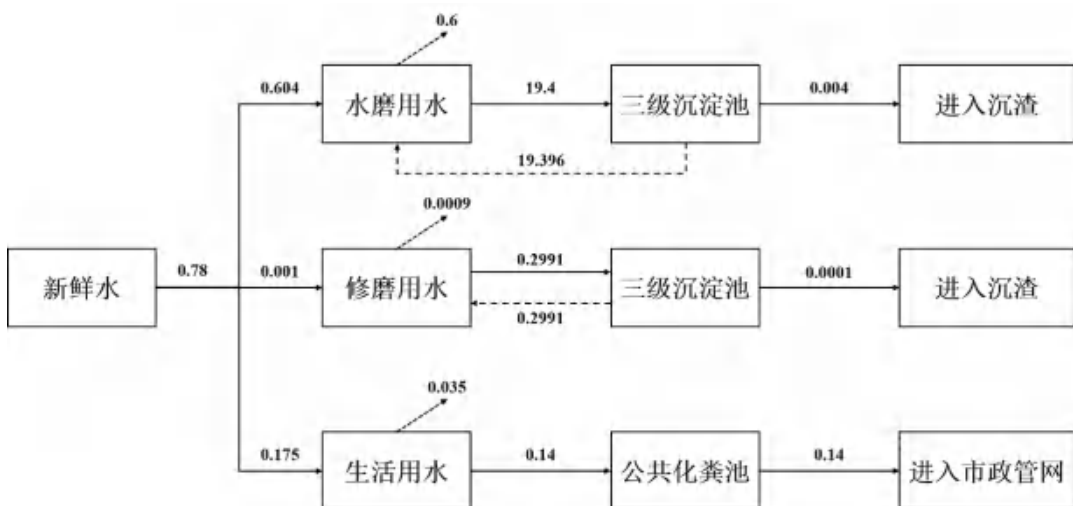 0.6
0.604
水磨用水
19.4
三级沉淀池
0.004
进入沉渣
19.396
0.0009
新鲜水
0.78
0.001
修磨用水
0.2991
三级沉淀池
0.0001
进入沉渣
0.2991
0.035
0.175
生活用水
0.14
公共化粪池
0.14
进入市政管网